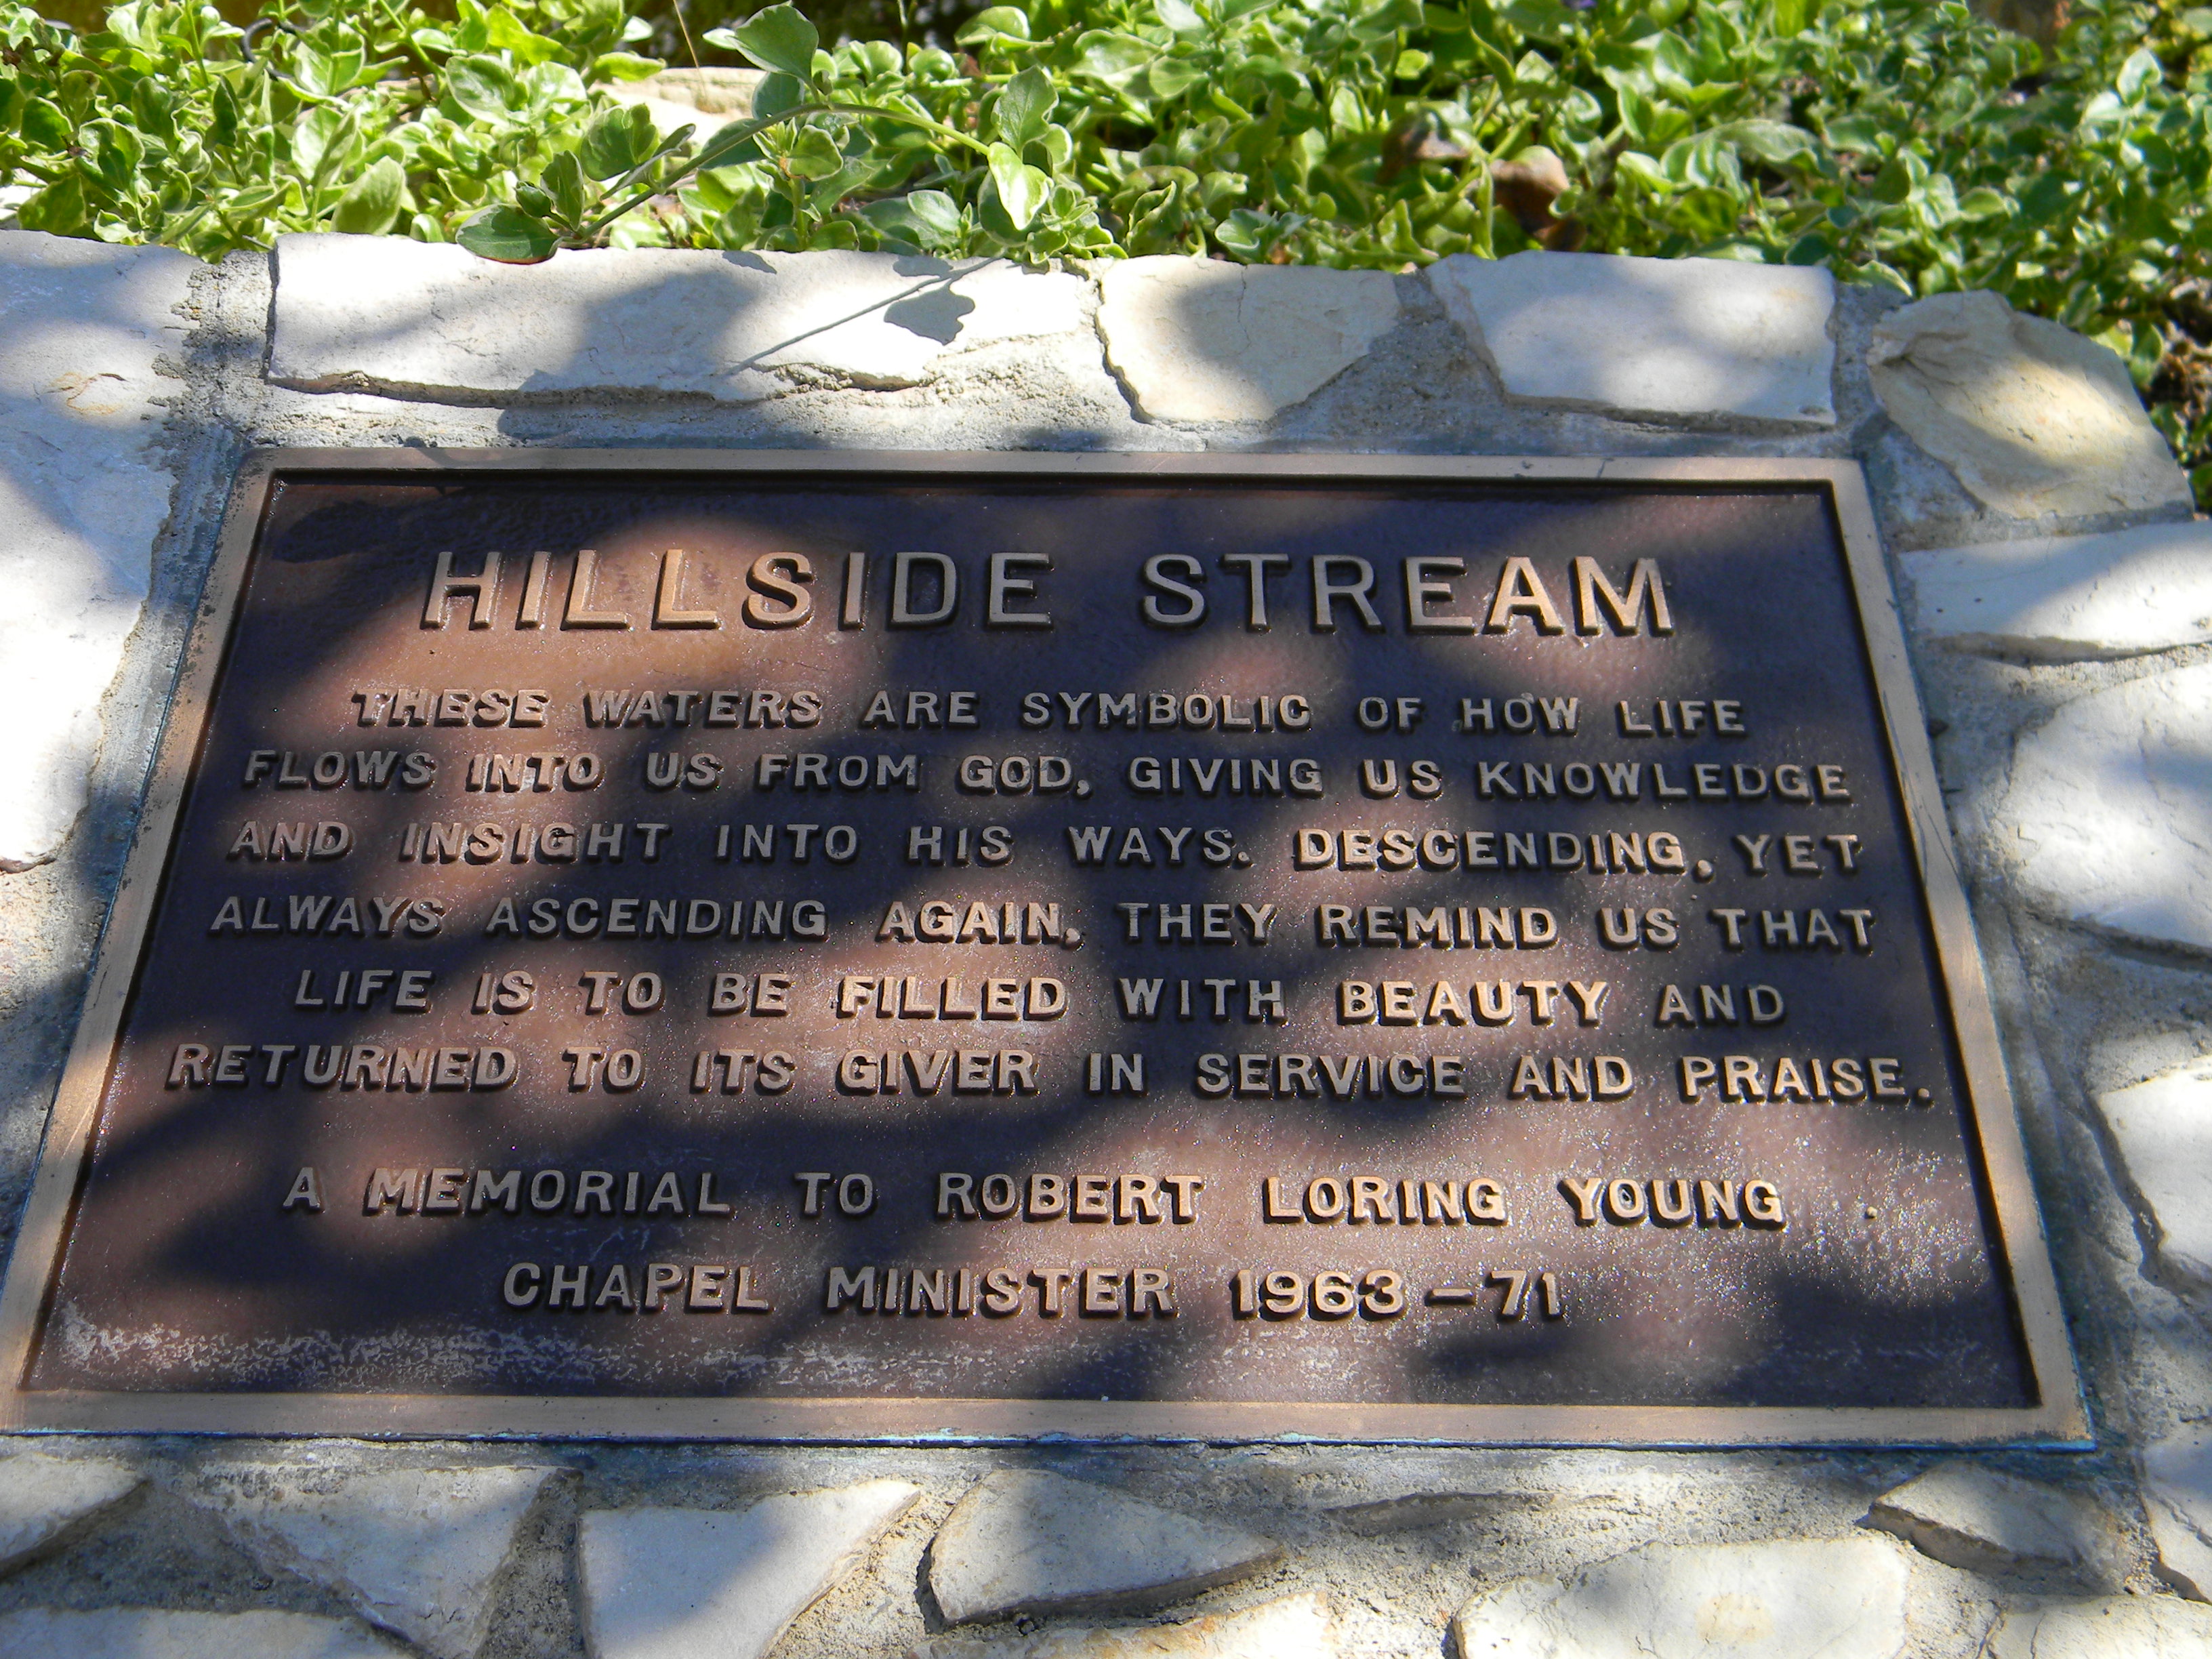 HILLSIDE STREAM
THESE WATERS ARE SYMBOLIC OF HOW LIFE
FLOWS INTO US FROM GOD, GIVING US KNOWLEDGE
AND INSIGHT INTO HIS WAYS. DESCENDING, YET
ALWAYS ASCENDING AGAIN, THEY REMIND US THAT
LIFE IS TO BE FILLED WITH BEAUTY AND
RETURNED TO ITS GIVER IN SERVICE AND PRAISE.
A MEMORIAL TO ROBERT LORING YOUNG
CHAPEL MINISTER 1963-71